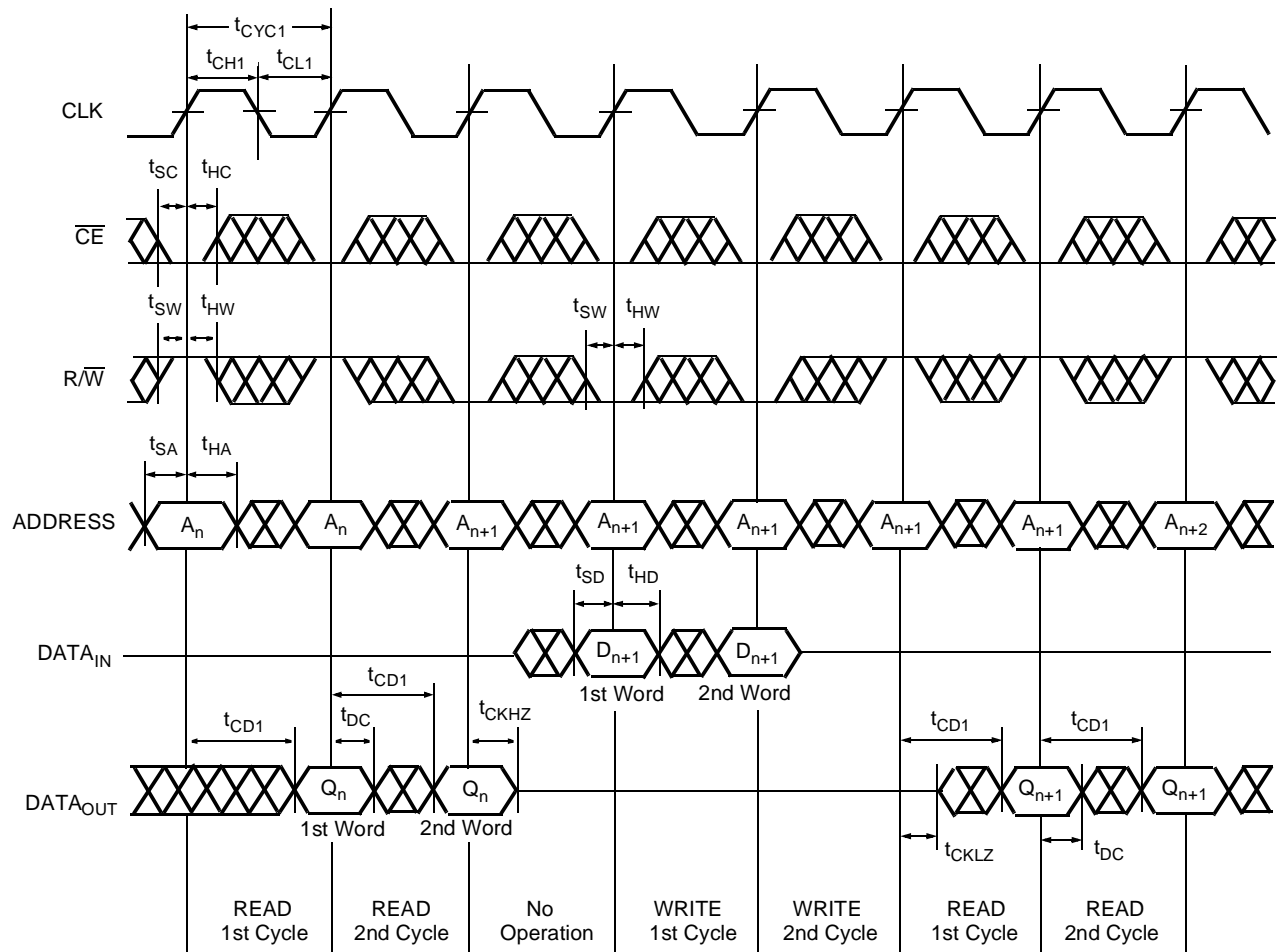 tCYC1
tCH1 tCL1
CLK
tSC tHC
CE
tSW tHW tSW tHW
R/W
tSA tHA
ADDRESS An An An+1 An+1 An+1 An+1 An+1 An+2
tSD tHD
DATAIN Dn+1 Dn+1
1st Word 2nd Word
tCD1
tCD1 tDC tCKHZ tCD1 tCD1
DATAOUT Qn Qn Qn+1 Qn+1
1st Word 2nd Word
tCKLZ tDC
READ READ No WRITE WRITE READ READ
1st Cycle 2nd Cycle Operation 1st Cycle 2nd Cycle 1st Cycle 2nd Cycle